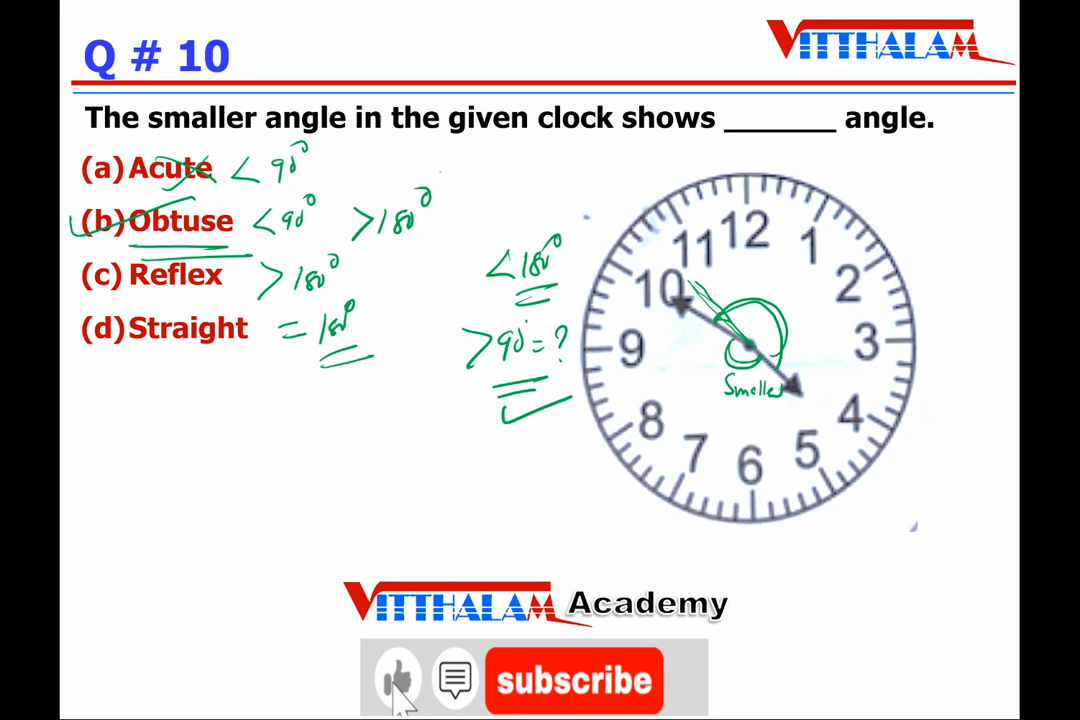 Q # 10
VITTHALAM
The smaller angle in the given clock shows ______ angle.
(a) Acute < 90°
(b) Obtuse < 90° > 180°
(c) Reflex > 180°
(d) Straight = 180°
< 180°
> 90° = ?
12
11
1
10
2
9
3
Smaller
8
4
7
5
6
VITTHALAM Academy
subscribe